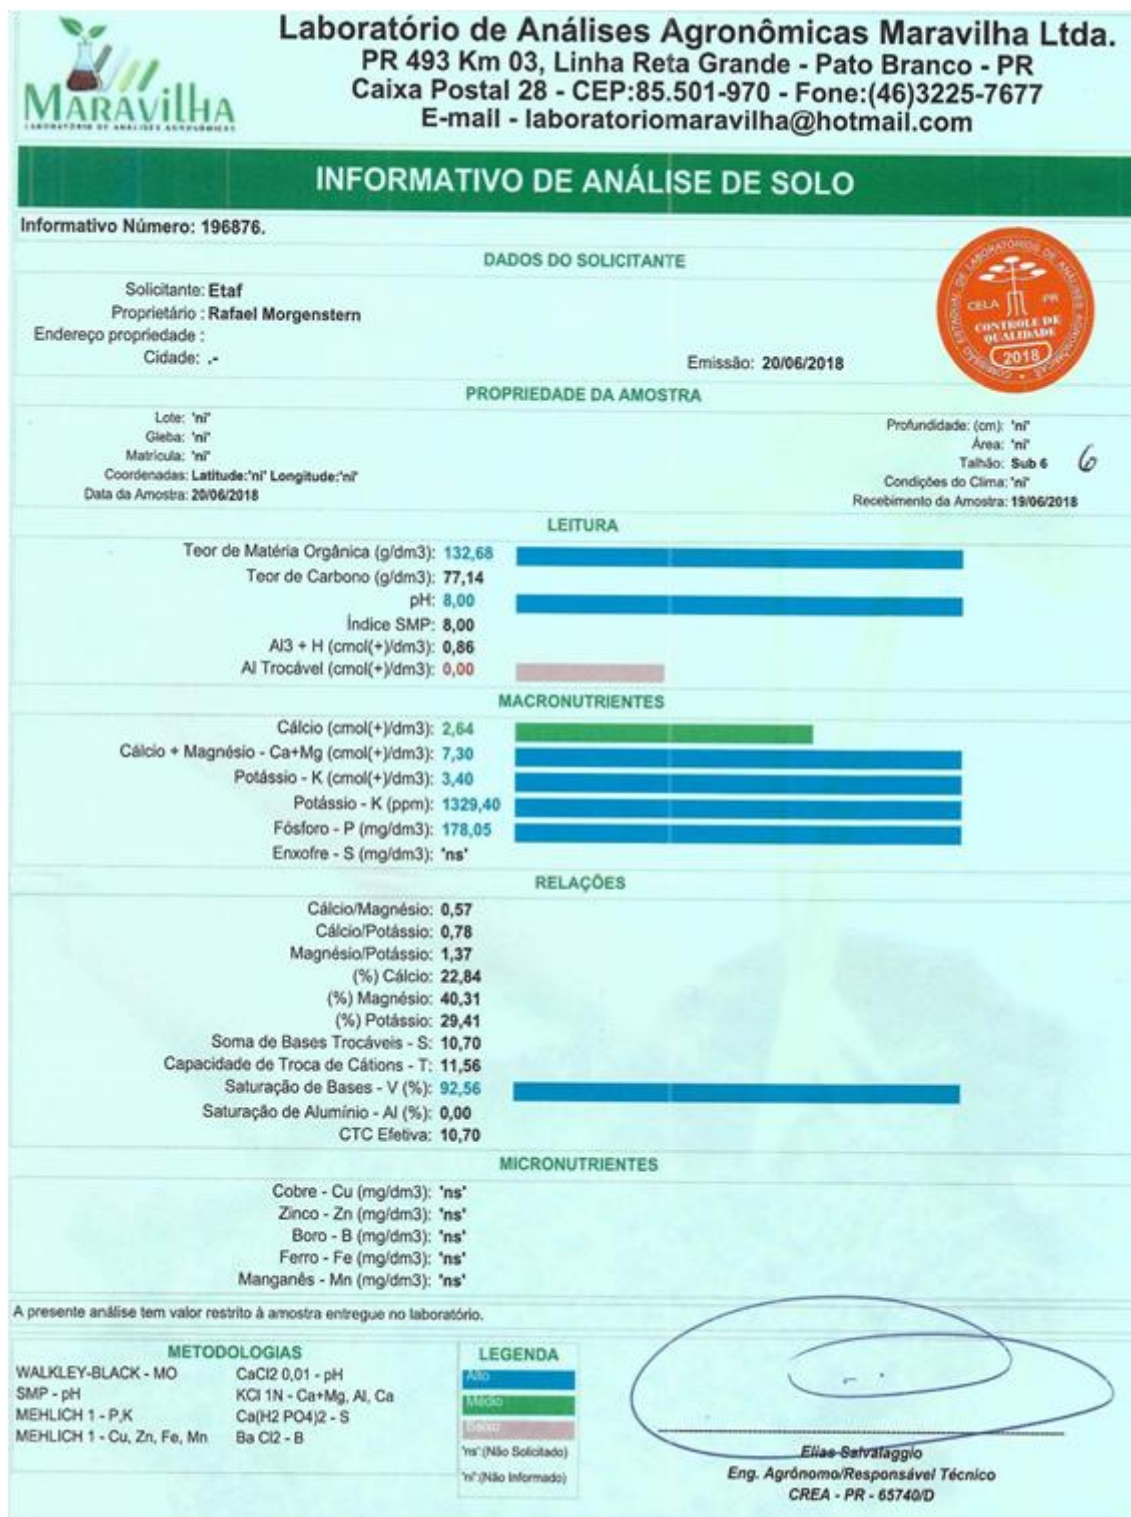 MARAVILHA
LABORATÓRIO DE ANÁLISES AGRONÔMICAS
Laboratório de Análises Agronômicas Maravilha Ltda.
PR 493 Km 03, Linha Reta Grande - Pato Branco - PR
Caixa Postal 28 - CEP:85.501-970 - Fone:(46)3225-7677
E-mail - laboratoriomaravilha@hotmail.com
INFORMATIVO DE ANÁLISE DE SOLO
Informativo Número: 196876.
DADOS DO SOLICITANTE
Solicitante: Etaf
Proprietário : Rafael Morgenstern
Endereço propriedade :
Cidade: .-
Emissão: 20/06/2018
COMISSÃO ESTADUAL DE LABORATÓRIOS DE ANÁLISES AGRONÔMICAS
CELA PR
CONTROLE DE
QUALIDADE
2018
PROPRIEDADE DA AMOSTRA
Lote: 'ni'
Gleba: 'ni'
Matrícula: 'ni'
Coordenadas: Latitude:'ni' Longitude:'ni'
Data da Amostra: 20/06/2018
Profundidade: (cm): 'ni'
Área: 'ni'
Talhão: Sub 6 6
Condições do Clima: 'ni'
Recebimento da Amostra: 19/06/2018
LEITURA
Teor de Matéria Orgânica (g/dm3): 132,68
Teor de Carbono (g/dm3): 77,14
pH: 8,00
Índice SMP: 8,00
Al3 + H (cmol(+)/dm3): 0,86
Al Trocável (cmol(+)/dm3): 0,00
MACRONUTRIENTES
Cálcio (cmol(+)/dm3): 2,64
Cálcio + Magnésio - Ca+Mg (cmol(+)/dm3): 7,30
Potássio - K (cmol(+)/dm3): 3,40
Potássio - K (ppm): 1329,40
Fósforo - P (mg/dm3): 178,05
Enxofre - S (mg/dm3): 'ns'
RELAÇÕES
Cálcio/Magnésio: 0,57
Cálcio/Potássio: 0,78
Magnésio/Potássio: 1,37
(%) Cálcio: 22,84
(%) Magnésio: 40,31
(%) Potássio: 29,41
Soma de Bases Trocáveis - S: 10,70
Capacidade de Troca de Cátions - T: 11,56
Saturação de Bases - V (%): 92,56
Saturação de Alumínio - Al (%): 0,00
CTC Efetiva: 10,70
MICRONUTRIENTES
Cobre - Cu (mg/dm3): 'ns'
Zinco - Zn (mg/dm3): 'ns'
Boro - B (mg/dm3): 'ns'
Ferro - Fe (mg/dm3): 'ns'
Manganês - Mn (mg/dm3): 'ns'
A presente análise tem valor restrito à amostra entregue no laboratório.
METODOLOGIAS
WALKLEY-BLACK - MO CaCl2 0,01 - pH
SMP - pH KCl 1N - Ca+Mg, Al, Ca
MEHLICH 1 - P,K Ca(H2 PO4)2 - S
MEHLICH 1 - Cu, Zn, Fe, Mn Ba Cl2 - B
LEGENDA
Alto
Médio
Baixo
'ns':(Não Solicitado)
'ni':(Não Informado)
Elias Salvalaggio
Eng. Agrônomo/Responsável Técnico
CREA - PR - 65740/D